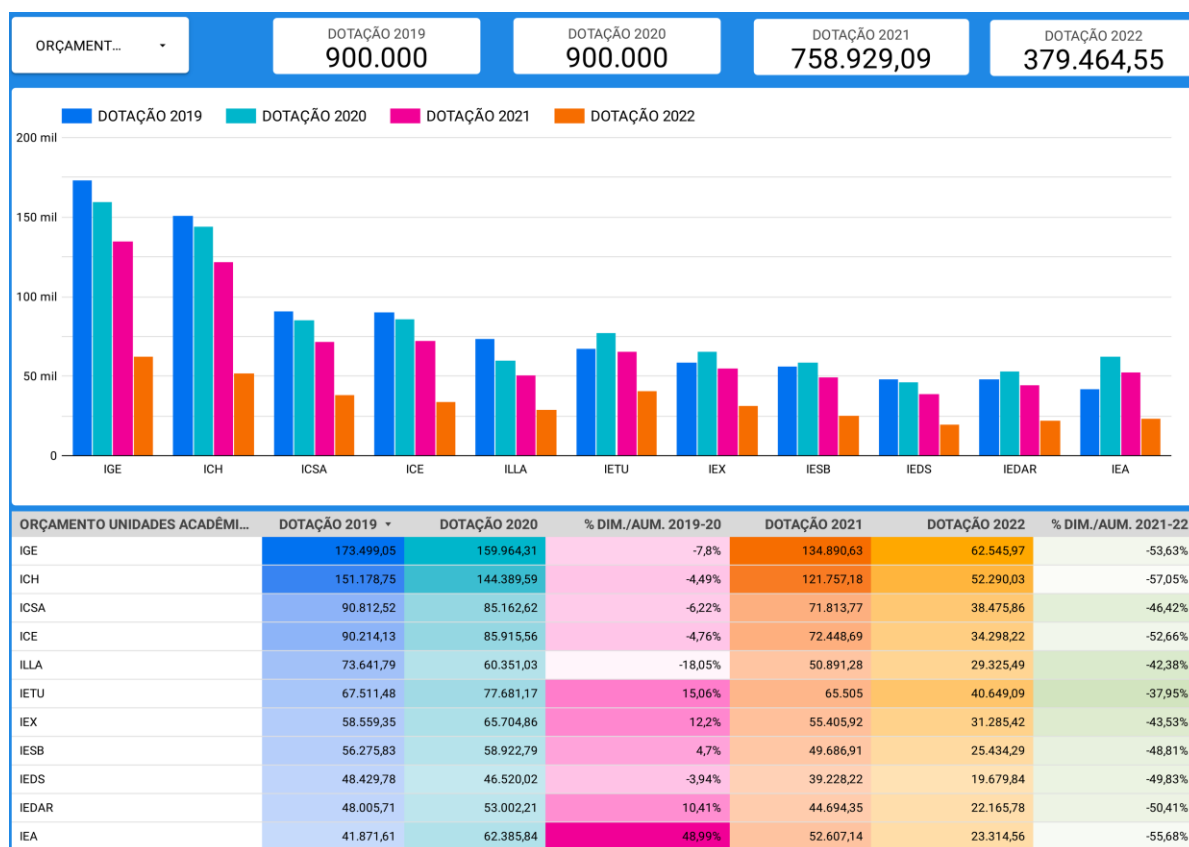 ORÇAMENT...
DOTAÇÃO 2019
900.000
DOTAÇÃO 2020
900.000
DOTAÇÃO 2021
758.929,09
DOTAÇÃO 2022
379.464,55
DOTAÇÃO 2019 DOTAÇÃO 2020 DOTAÇÃO 2021 DOTAÇÃO 2022
200 mil
150 mil
100 mil
50 mil
0
IGE ICH ICSA ICE ILLA IETU IEX IESB IEDS IEDAR IEA
ORÇAMENTO UNIDADES ACADÊMI... DOTAÇÃO 2019 DOTAÇÃO 2020 % DIM./AUM. 2019-20 DOTAÇÃO 2021 DOTAÇÃO 2022 % DIM./AUM. 2021-22
IGE 173.499,05 159.964,31 -7,8% 134.890,63 62.545,97 -53,63%
ICH 151.178,75 144.389,59 -4,49% 121.757,18 52.290,03 -57,05%
ICSA 90.812,52 85.162,62 -6,22% 71.813,77 38.475,86 -46,42%
ICE 90.214,13 85.915,56 -4,76% 72.448,69 34.298,22 -52,66%
ILLA 73.641,79 60.351,03 -18,05% 50.891,28 29.325,49 -42,38%
IETU 67.511,48 77.681,17 15,06% 65.505 40.649,09 -37,95%
IEX 58.559,35 65.704,86 12,2% 55.405,92 31.285,42 -43,53%
IESB 56.275,83 58.922,79 4,7% 49.686,91 25.434,29 -48,81%
IEDS 48.429,78 46.520,02 -3,94% 39.228,22 19.679,84 -49,83%
IEDAR 48.005,71 53.002,21 10,41% 44.694,35 22.165,78 -50,41%
IEA 41.871,61 62.385,84 48,99% 52.607,14 23.314,56 -55,68%